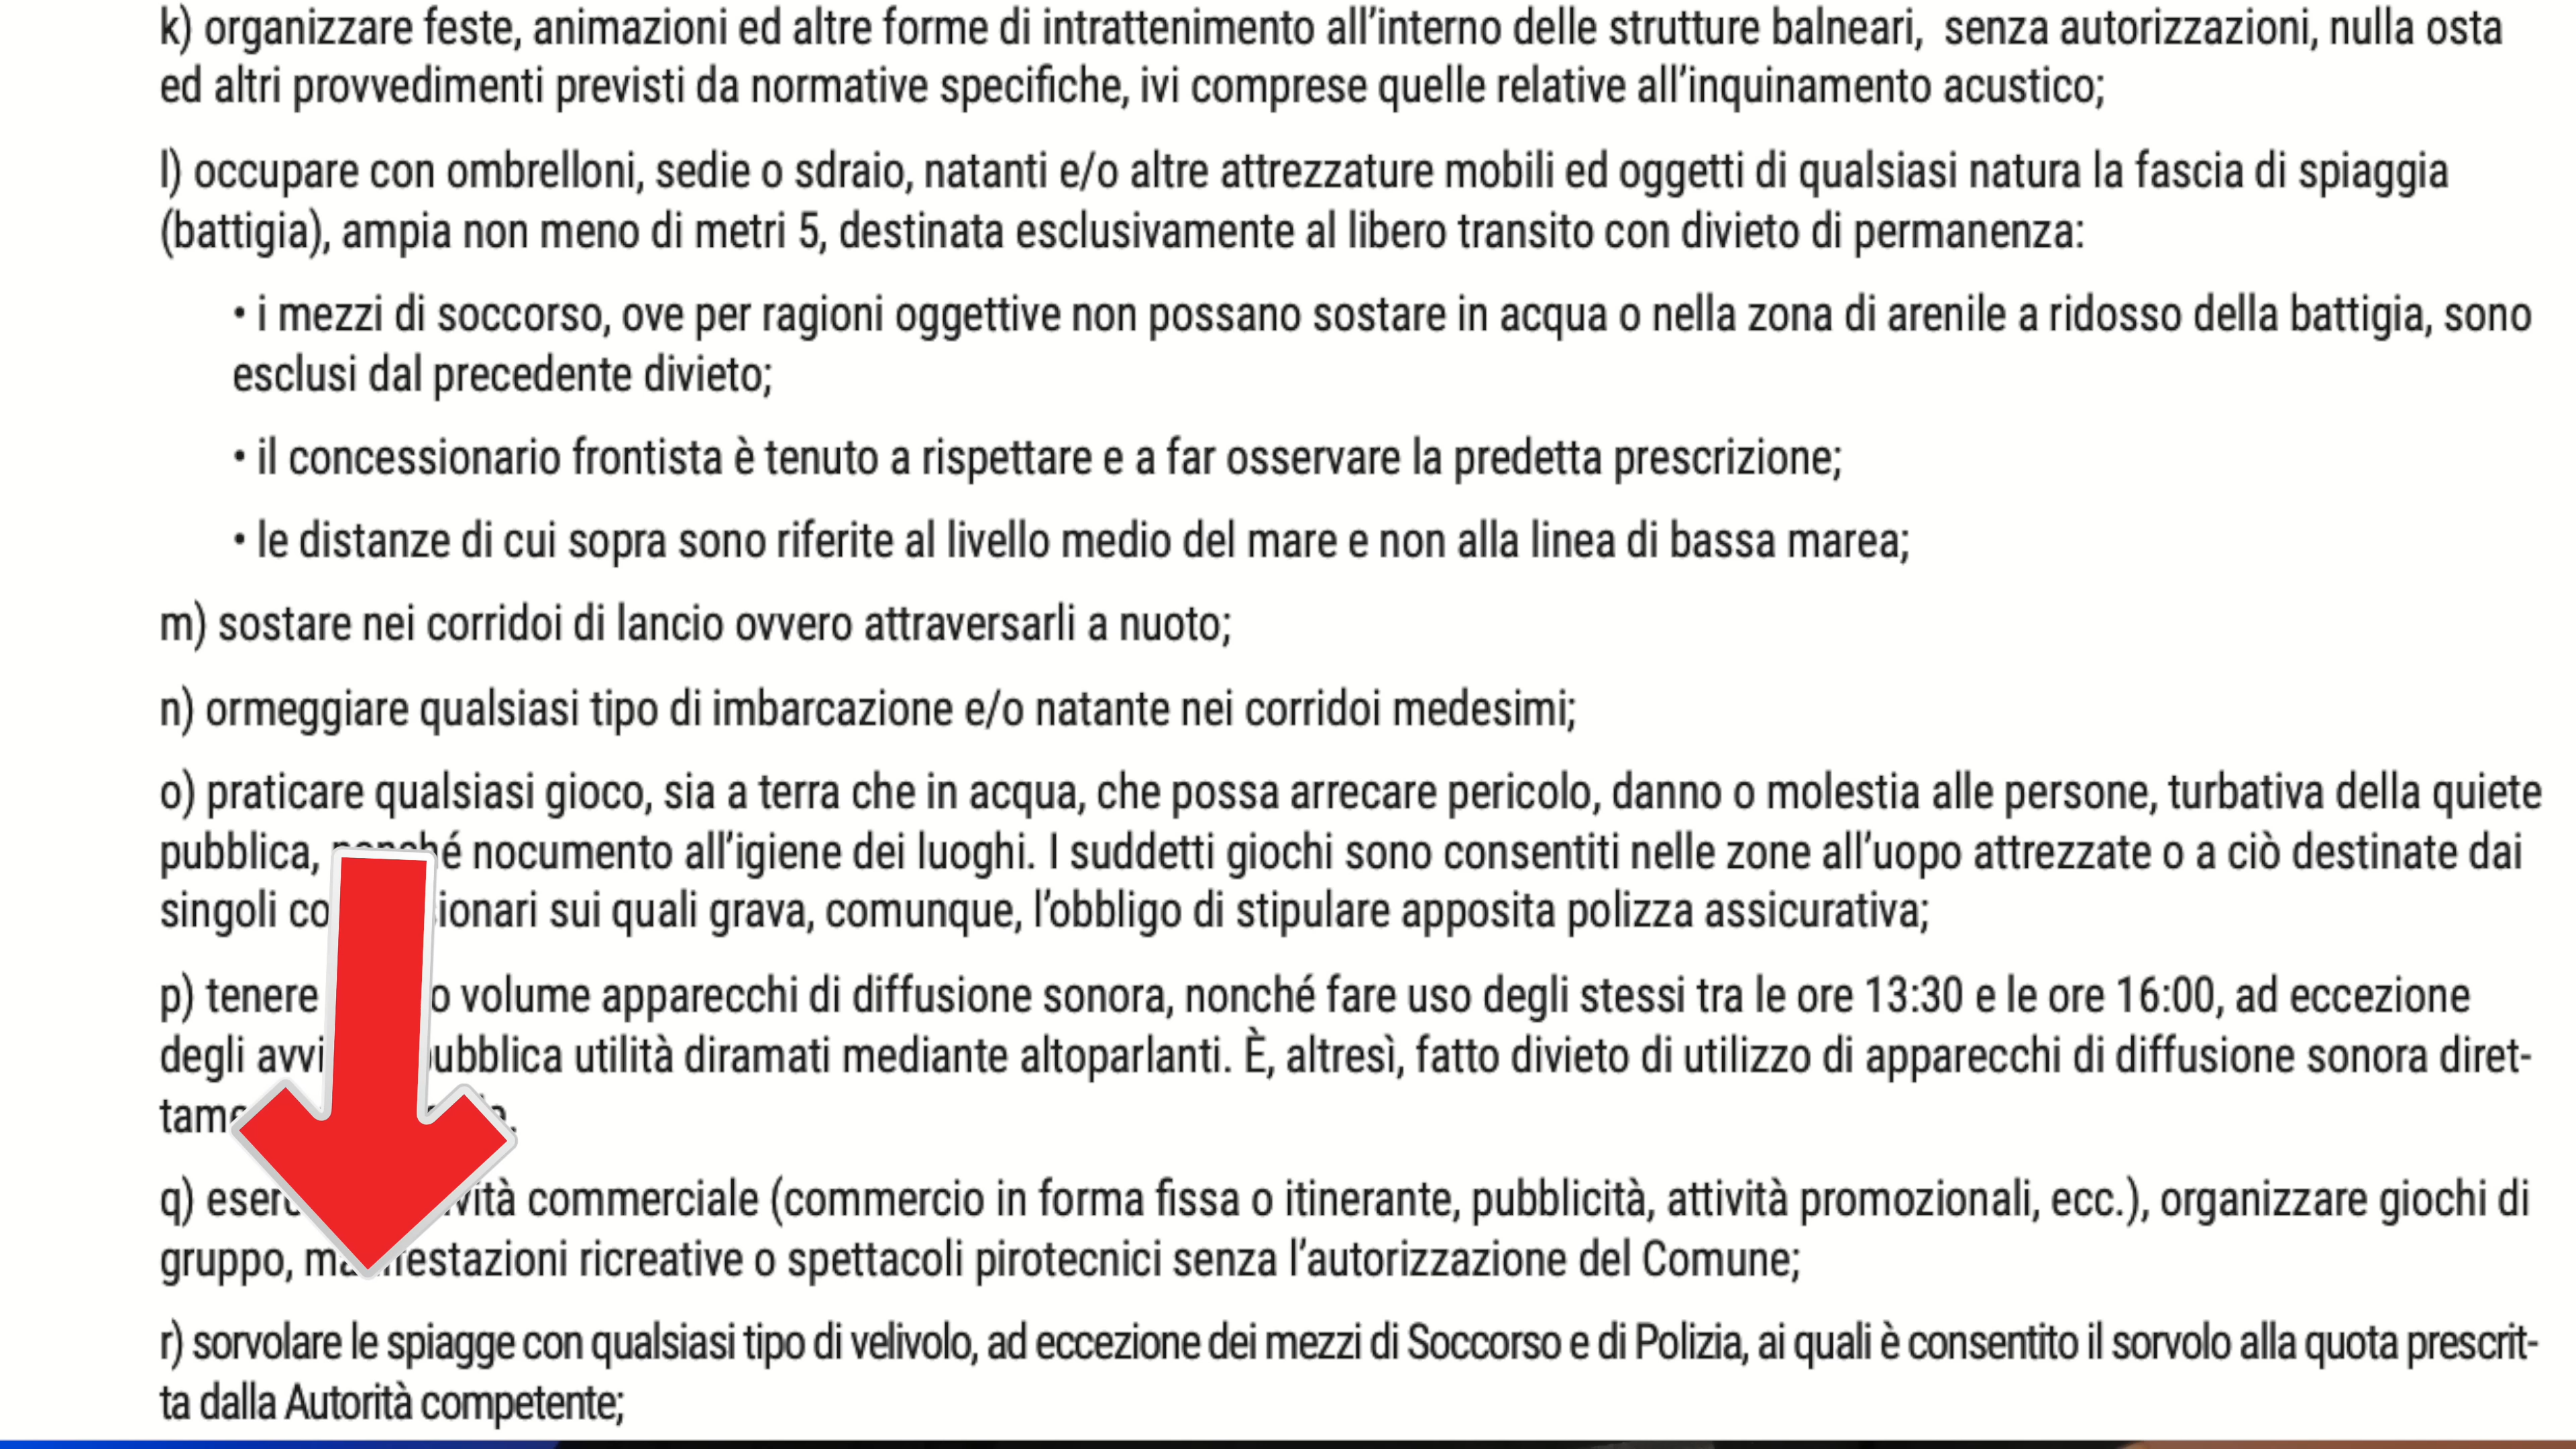 k) organizzare feste, animazioni ed altre forme di intrattenimento all’interno delle strutture balneari, senza autorizzazioni, nulla osta
ed altri provvedimenti previsti da normative specifiche, ivi comprese quelle relative all’inquinamento acustico;
l) occupare con ombrelloni, sedie o sdraio, natanti e/o altre attrezzature mobili ed oggetti di qualsiasi natura la fascia di spiaggia
(battigia), ampia non meno di metri 5, destinata esclusivamente al libero transito con divieto di permanenza:
• i mezzi di soccorso, ove per ragioni oggettive non possano sostare in acqua o nella zona di arenile a ridosso della battigia, sono
esclusi dal precedente divieto;
• il concessionario frontista è tenuto a rispettare e a far osservare la predetta prescrizione;
• le distanze di cui sopra sono riferite al livello medio del mare e non alla linea di bassa marea;
m) sostare nei corridoi di lancio ovvero attraversarli a nuoto;
n) ormeggiare qualsiasi tipo di imbarcazione e/o natante nei corridoi medesimi;
o) praticare qualsiasi gioco, sia a terra che in acqua, che possa arrecare pericolo, danno o molestia alle persone, turbativa della quiete
pubblica, nonché nocumento all’igiene dei luoghi. I suddetti giochi sono consentiti nelle zone all’uopo attrezzate o a ciò destinate dai
singoli sui quali grava, comunque, l’obbligo di stipulare apposita polizza assicurativa;
p) tenere volume apparecchi di diffusione sonora, nonché fare uso degli stessi tra le ore 13:30 e le ore 16:00, ad eccezione
degli pubblica utilità diramati mediante altoparlanti. È, altresì, fatto divieto di utilizzo di apparecchi di diffusione sonora diret-
q) commerciale (commercio in forma fissa o itinerante, pubblicità, attività promozionali, ecc.), organizzare giochi di
gruppo, manifestazioni ricreative o spettacoli pirotecnici senza l’autorizzazione del Comune;
r) sorvolare le spiagge con qualsiasi tipo di velivolo, ad eccezione dei mezzi di Soccorso e di Polizia, ai quali è consentito il sorvolo alla quota prescrit-
ta dalla Autorità competente;